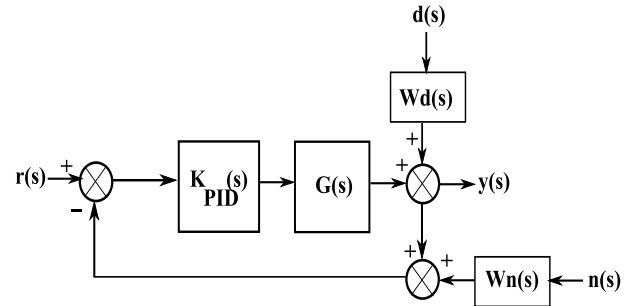 d(s)
Wd(s)
+
+
+
r(s)
K (s)
PID
G(s)
y(s)
-
+
+
Wn(s)
n(s)